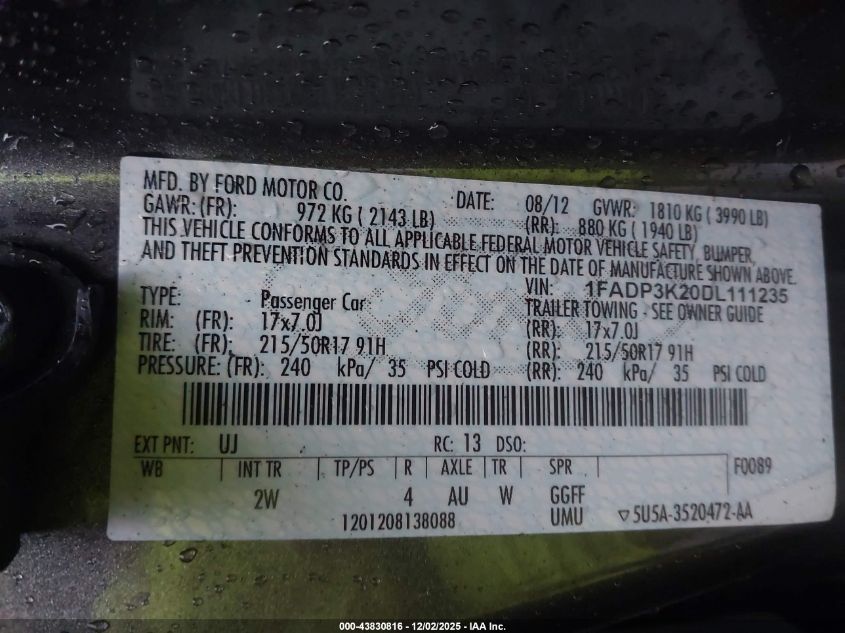 MFD. BY FORD MOTOR CO. DATE: 08/12 GVWR: 1810 KG ( 3990 LB)
GAWR: (FR): 972 KG ( 2143 LB) (RR): 880 KG ( 1940 LB)
THIS VEHICLE CONFORMS TO ALL APPLICABLE FEDERAL MOTOR VEHICLE SAFETY, BUMPER,
AND THEFT PREVENTION STANDARDS IN EFFECT ON THE DATE OF MANUFACTURE SHOWN ABOVE.
VIN: 1FADP3K20DL111235
TYPE: Passenger Car TRAILER TOWING - SEE OWNER GUIDE
RIM: (FR): 17x7.0J (RR): 17x7.0J
TIRE: (FR): 215/50R17 91H (RR): 215/50R17 91H
PRESSURE: (FR): 240 kPa/ 35 PSI COLD (RR): 240 kPa/ 35 PSI COLD
EXT PNT: UJ RC: 13 DSO: F0089
WB INT TR TP/PS R AXLE TR SPR
2W 4 AU W GGFF
1201208138088 UMU ▽5U5A-3520472-AA
000-43830816 - 12/02/2025 - IAA Inc.